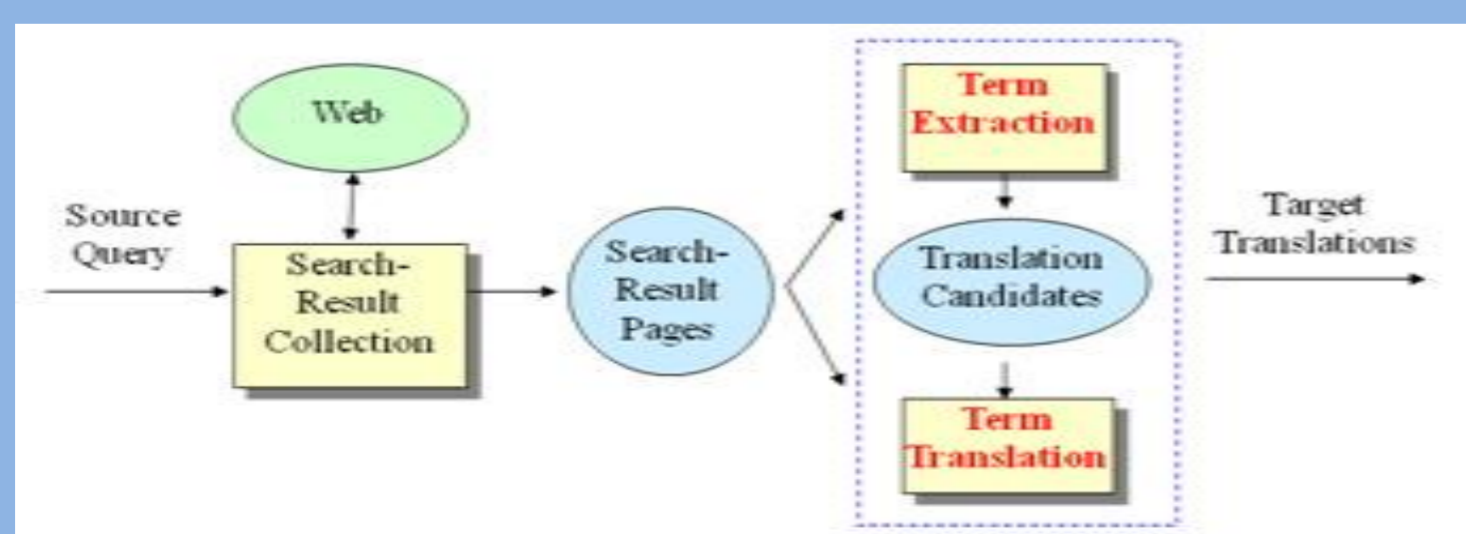 Web
Source
Query
Search-
Result
Collection
Search-
Result
Pages
Term
Extraction
Translation
Candidates
Term
Translation
Target
Translations